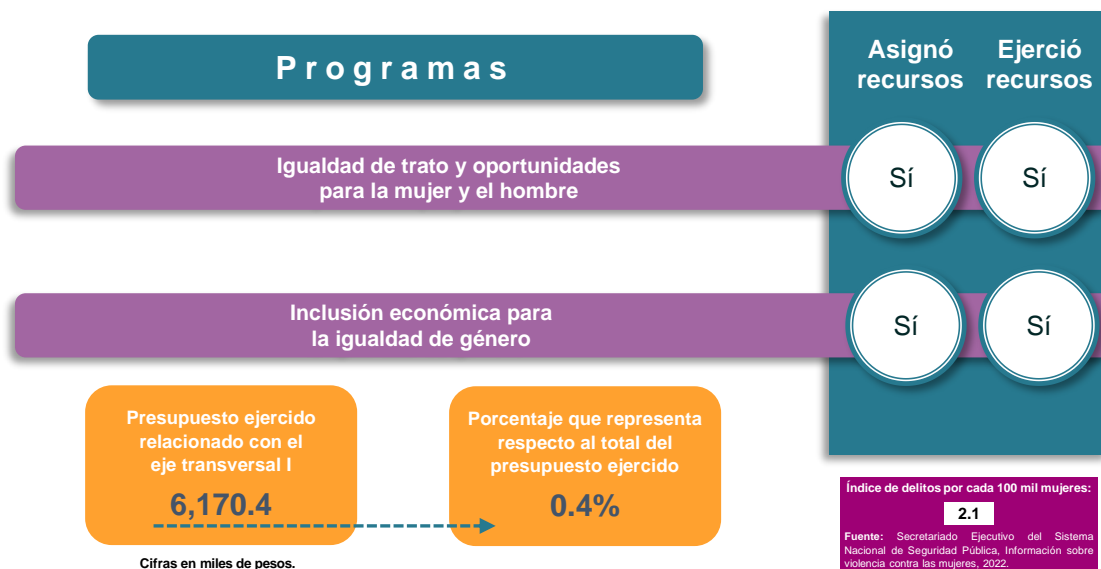 Programas
Asignó
recursos
Ejerció
recursos
Igualdad de trato y oportunidades
para la mujer y el hombre
Sí
Sí
Inclusión económica para
la igualdad de género
Sí
Sí
Presupuesto ejercido
relacionado con el
eje transversal I
6,170.4
Porcentaje que representa
respecto al total del
presupuesto ejercido
0.4%
Cifras en miles de pesos.
Índice de delitos por cada 100 mil mujeres:
2.1
Fuente: Secretariado Ejecutivo del Sistema
Nacional de Seguridad Pública, Información sobre
violencia contra las mujeres, 2022.